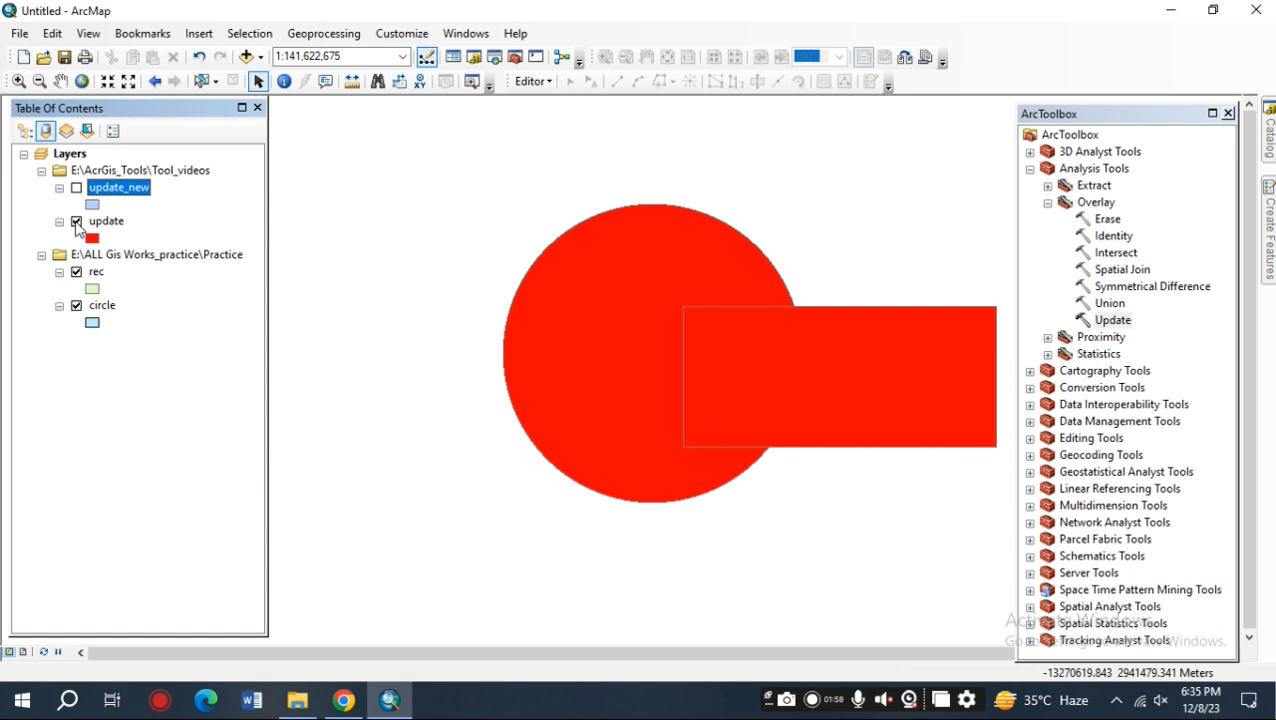 Untitled - ArcMap
File Edit View Bookmarks Insert Selection Geoprocessing Customize Windows Help
1:141,622,675
Editor
Table Of Contents
Layers
E:\AcrGis_Tools\Tool_videos
update_new
update
E:\ALL Gis Works_practice\Practice
rec
circle
ArcToolbox
ArcToolbox
3D Analyst Tools
Analysis Tools
Extract
Overlay
Erase
Identity
Intersect
Spatial Join
Symmetrical Difference
Union
Update
Proximity
Statistics
Cartography Tools
Conversion Tools
Data Interoperability Tools
Data Management Tools
Editing Tools
Geocoding Tools
Geostatistical Analyst Tools
Linear Referencing Tools
Multidimension Tools
Network Analyst Tools
Parcel Fabric Tools
Schematics Tools
Server Tools
Space Time Pattern Mining Tools
Spatial Analyst Tools
Spatial Statistics Tools
Tracking Analyst Tools
Catalog
Create Features
-13270619.843 2941479.341 Meters
01:58
35°C Haze
6:35 PM
12/8/23